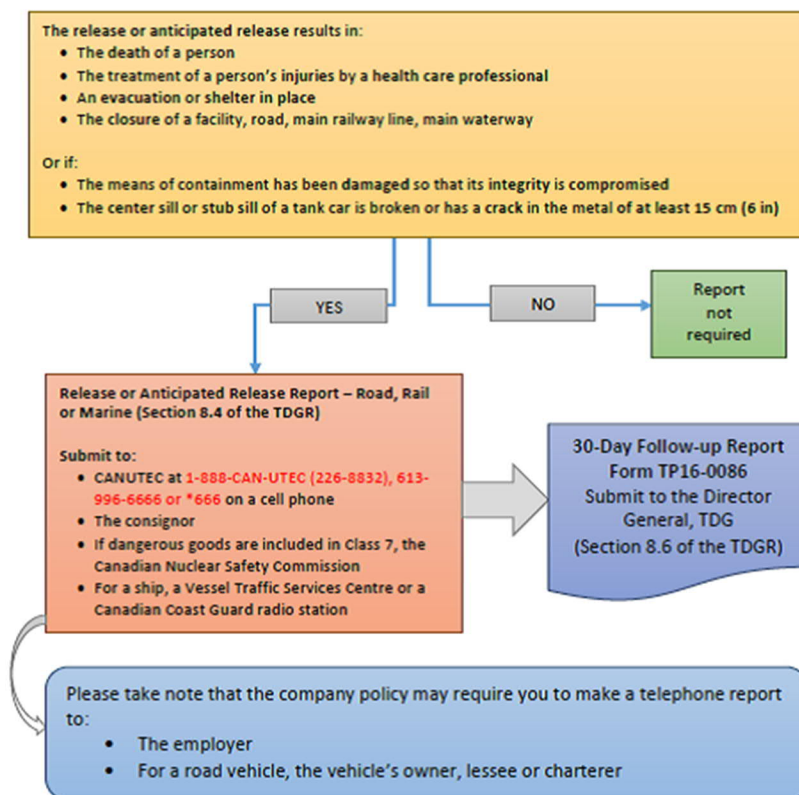 The release or anticipated release results in:
• The death of a person
• The treatment of a person's injuries by a health care professional
• An evacuation or shelter in place
• The closure of a facility, road, main railway line, main waterway
Or if:
• The means of containment has been damaged so that its integrity is compromised
• The center sill or stub sill of a tank car is broken or has a crack in the metal of at least 15 cm (6 in)
YES
NO
Report
not
required
Release or Anticipated Release Report – Road, Rail
or Marine (Section 8.4 of the TDGR)
Submit to:
• CANUTEC at 1-888-CAN-UTEC (226-8832), 613-
996-6666 or *666 on a cell phone
• The consignor
• If dangerous goods are included in Class 7, the
Canadian Nuclear Safety Commission
• For a ship, a Vessel Traffic Services Centre or a
Canadian Coast Guard radio station
30-Day Follow-up Report
Form TP16-0086
Submit to the Director
General, TDG
(Section 8.6 of the TDGR)
Please take note that the company policy may require you to make a telephone report
to:
• The employer
• For a road vehicle, the vehicle's owner, lessee or charterer